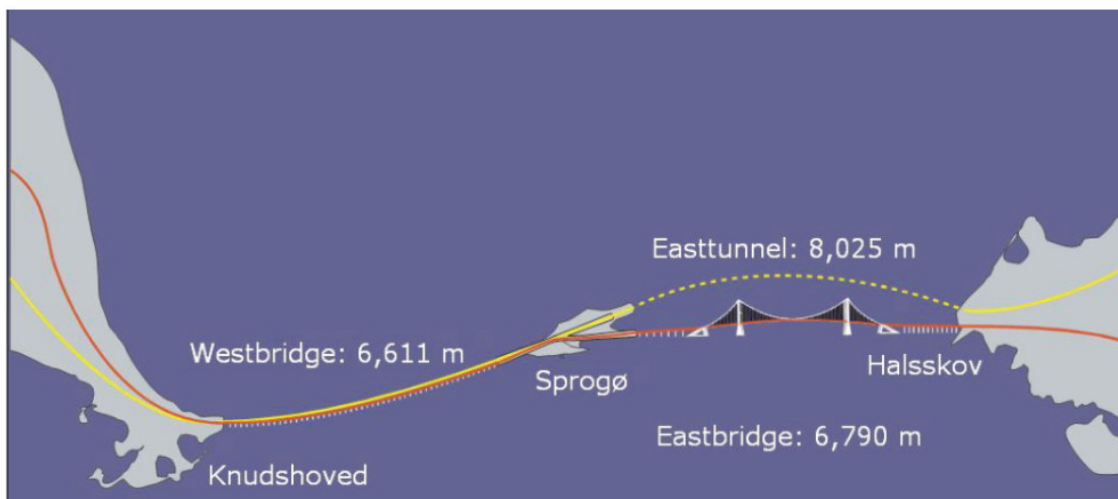 Easttunnel: 8,025 m
Westbridge: 6,611 m
Sprogø
Halsskov
Eastbridge: 6,790 m
Knudshoved